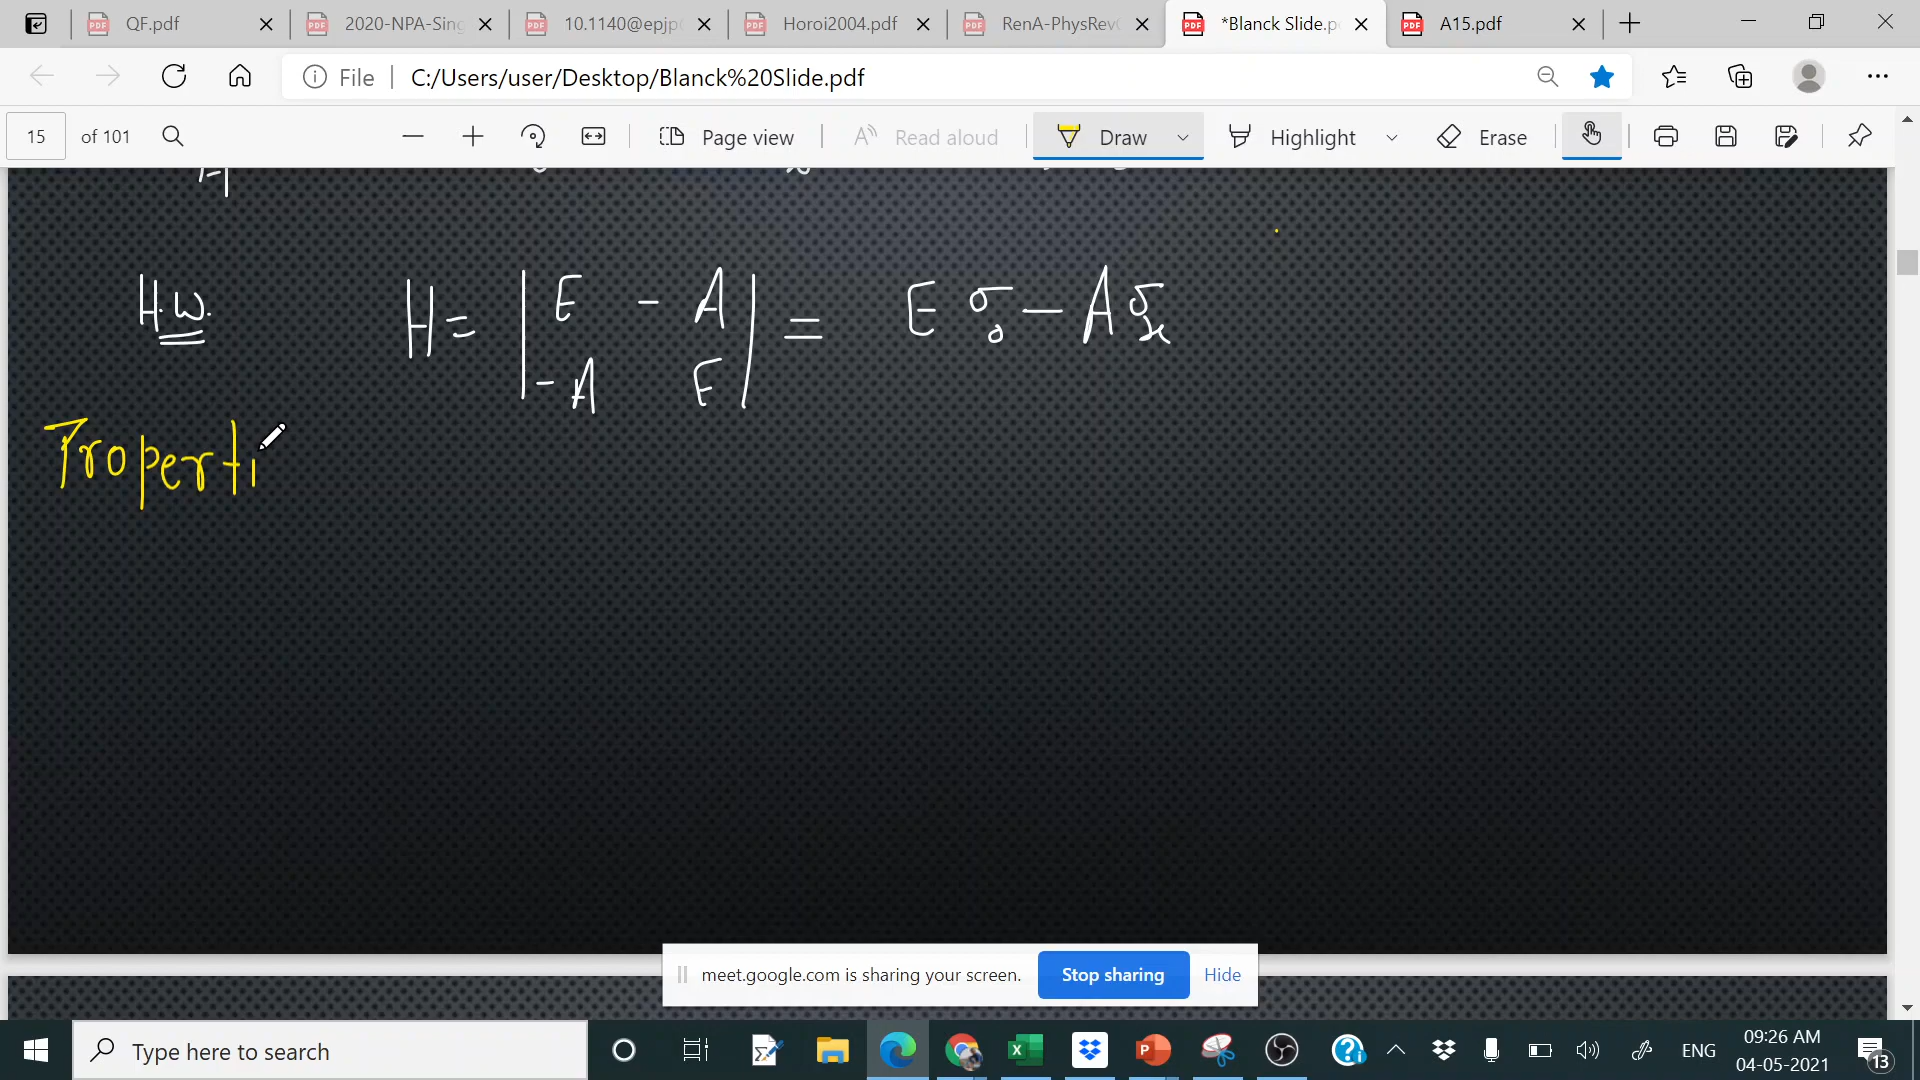 QF.pdf 2020-NPA-Sing 10.1140@epjp Horoi2004.pdf RenA-PhysRev *Blanck Slide.p A15.pdf
File C:/Users/user/Desktop/Blanck%20Slide.pdf
15 of 101 Page view Read aloud Draw Highlight Erase
H.W. H = | E - A | = E σ₀ - A σₓ
- A E
Properti
meet.google.com is sharing your screen. Stop sharing Hide
Type here to search ENG 09:26 AM
04-05-2021 13